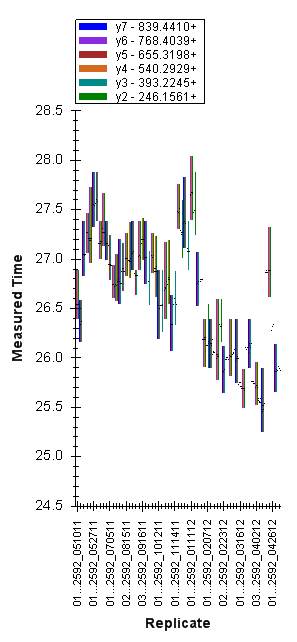 y7 - 839.4410+
y6 - 768.4039+
y5 - 655.3198+
y4 - 540.2929+
y3 - 393.2245+
y2 - 246.1561+
28.5
28.0
27.5
27.0
26.5
26.0
25.5
25.0
24.5
Measured Time
01...2592_051011
01...2592_052711
01...2592_070511
02...2592_081511
03...2592_091611
01...2592_101211
01...2592_111411
01...2592_011112
01...2592_020712
02...2592_022312
01...2592_031612
03...2592_040212
01...2592_042612
Replicate